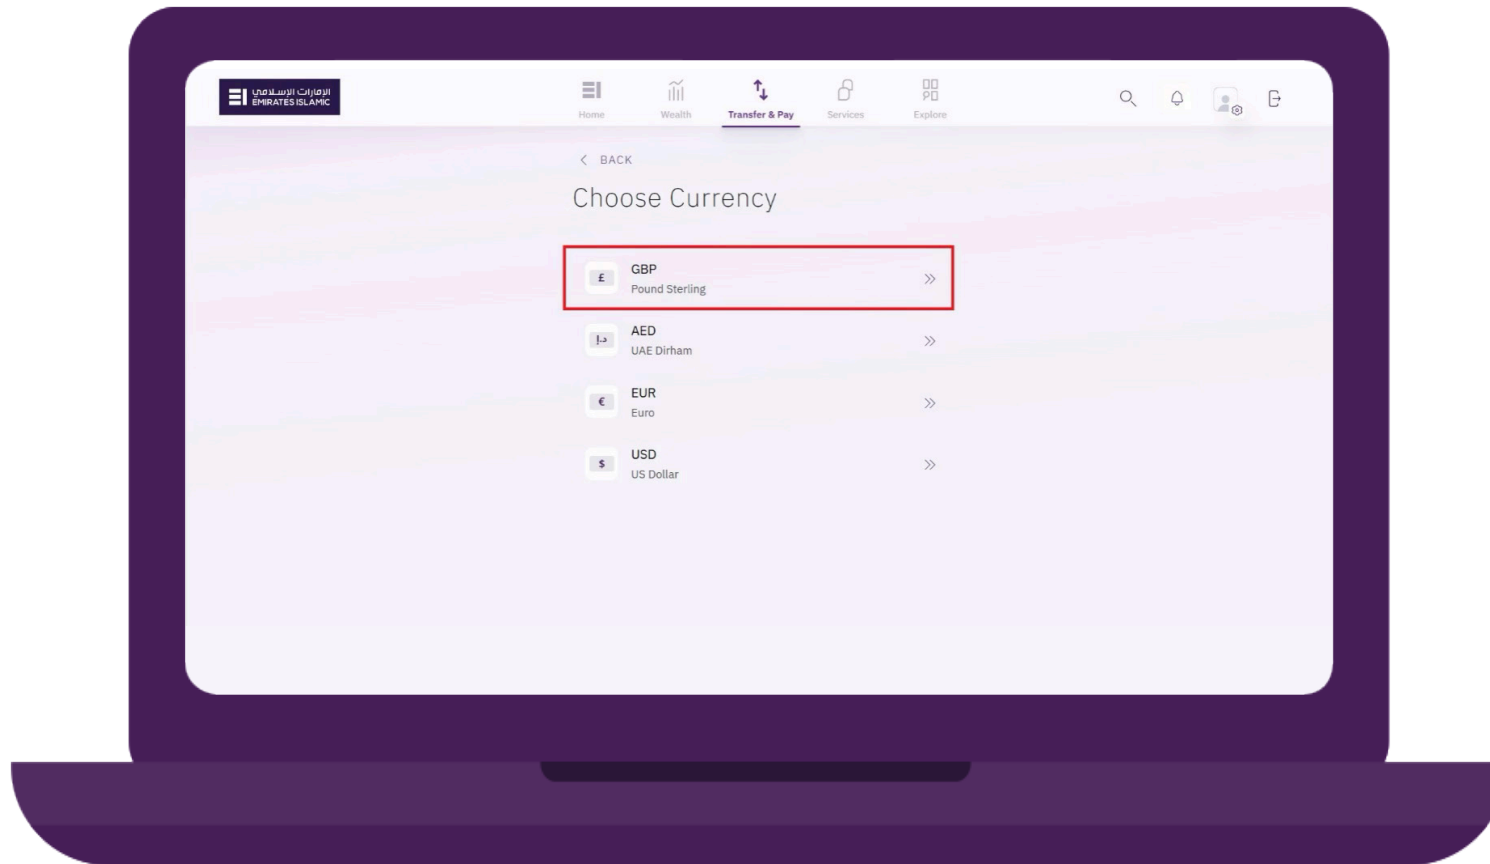 الإمارات الإسلامي
EMIRATES ISLAMIC
Home
Wealth
Transfer & Pay
Services
Explore
BACK
Choose Currency
£
GBP
Pound Sterling
د.إ
AED
UAE Dirham
€
EUR
Euro
$
USD
US Dollar